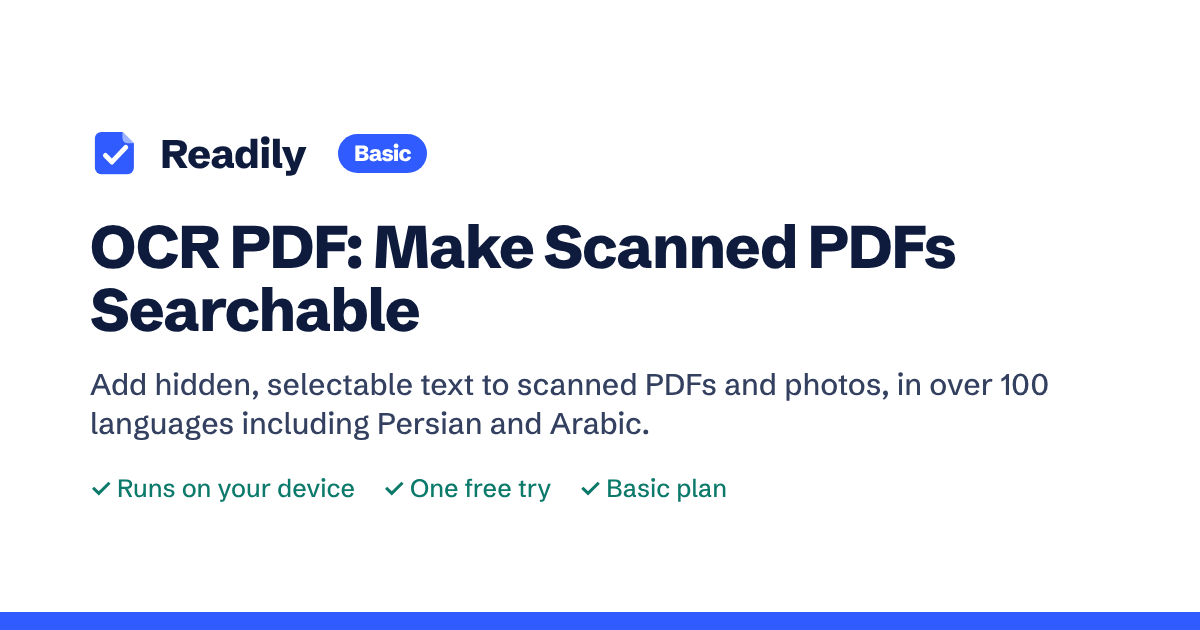 Readily Basic
OCR PDF: Make Scanned PDFs
Searchable
Add hidden, selectable text to scanned PDFs and photos, in over 100
languages including Persian and Arabic.
✓ Runs on your device ✓ One free try ✓ Basic plan